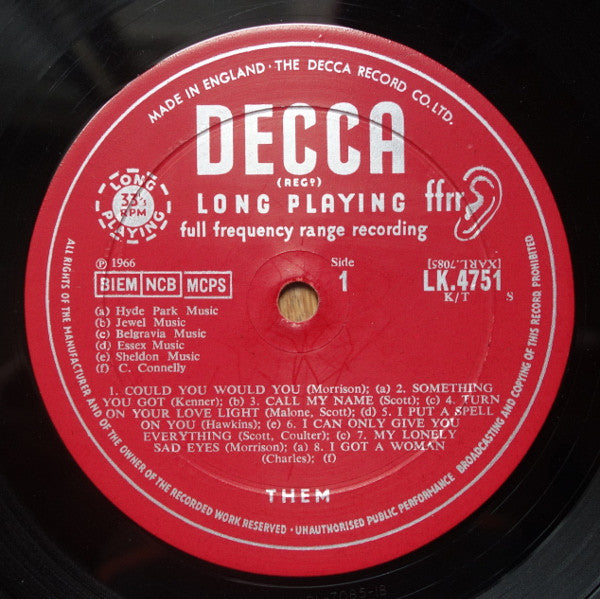 MADE IN ENGLAND · THE DECCA RECORD CO. LTD.
DECCA
(REGD)
LONG PLAYING 33⅓ RPM
LONG PLAYING
ffrr
full frequency range recording
℗ 1966
Side
[XARL.7085]
BIEM NCB MCPS
1
LK.4751
K/T
S
(a) Hyde Park Music
(b) Jewel Music
(c) Belgravia Music
(d) Essex Music
(e) Sheldon Music
(f) C. Connelly
1. COULD YOU WOULD YOU (Morrison); (a) 2. SOMETHING
YOU GOT (Kenner); (b) 3. CALL MY NAME (Scott); (c) 4. TURN
ON YOUR LOVE LIGHT (Malone, Scott); (d) 5. I PUT A SPELL
ON YOU (Hawkins); (e) 6. I CAN ONLY GIVE YOU
EVERYTHING (Scott, Coulter); (c) 7. MY LONELY
SAD EYES (Morrison); (a) 8. I GOT A WOMAN
(Charles); (f)
THEM
ALL RIGHTS OF THE MANUFACTURER AND OF THE OWNER OF THE RECORDED WORK RESERVED · UNAUTHORISED PUBLIC PERFORMANCE BROADCASTING AND COPYING OF THIS RECORD PROHIBITED.